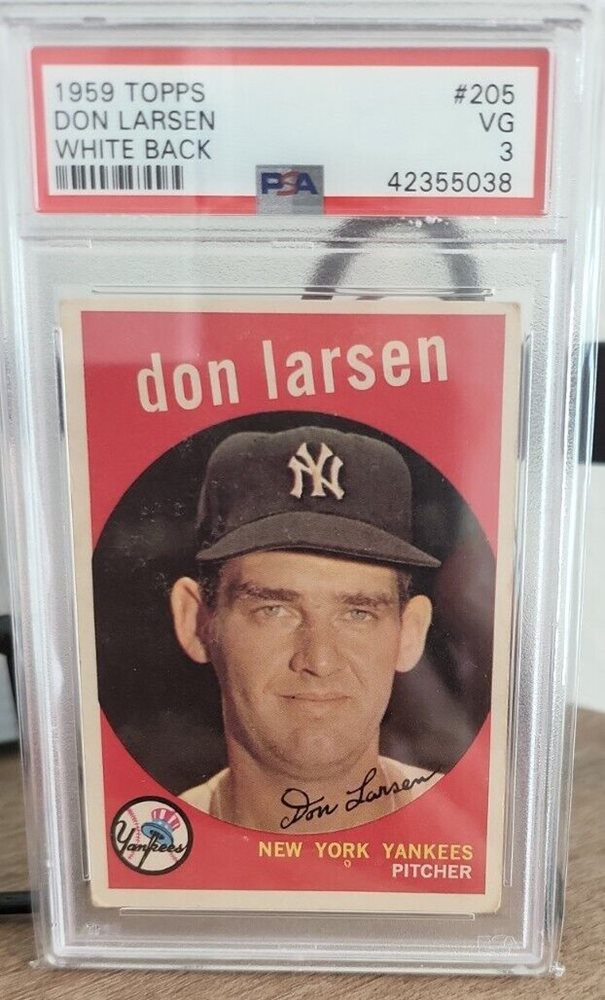 1959 TOPPS #205
DON LARSEN VG
WHITE BACK 3
PSA 42355038
don larsen
NY
Don Larsen
Yankees
NEW YORK YANKEES
PITCHER
PSA